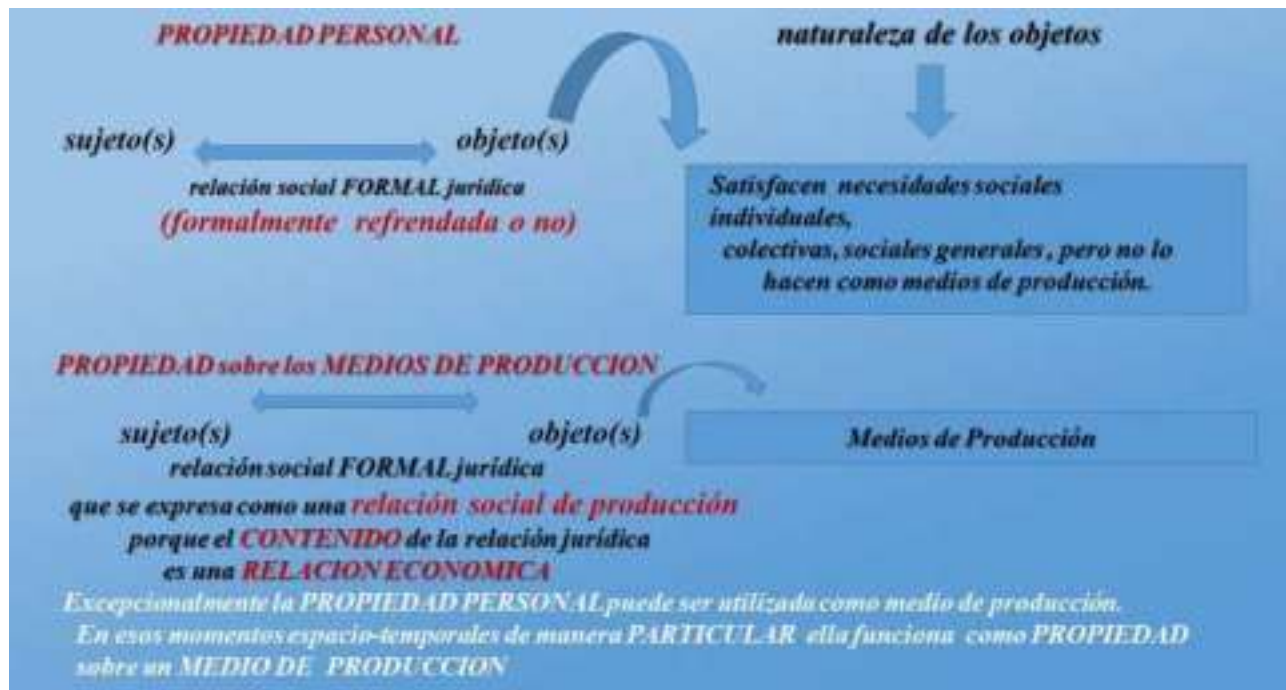 PROPIEDAD PERSONAL
naturaleza de los objetos
sujeto(s)
objeto(s)
relación social FORMAL jurídica
(formalmente refrendada o no)
Satisfacen necesidades sociales
individuales,
colectivas, sociales generales, pero no lo
hacen como medios de producción.
PROPIEDAD sobre los MEDIOS DE PRODUCCION
sujeto(s)
objeto(s)
Medios de Producción
relación social FORMAL jurídica
que se expresa como una relación social de producción
porque el CONTENIDO de la relación jurídica
es una RELACION ECONOMICA
Excepcionalmente la PROPIEDAD PERSONAL puede ser utilizada como medio de producción.
En esos momentos espacio-temporales de manera PARTICULAR ella funciona como PROPIEDAD
sobre un MEDIO DE PRODUCCION